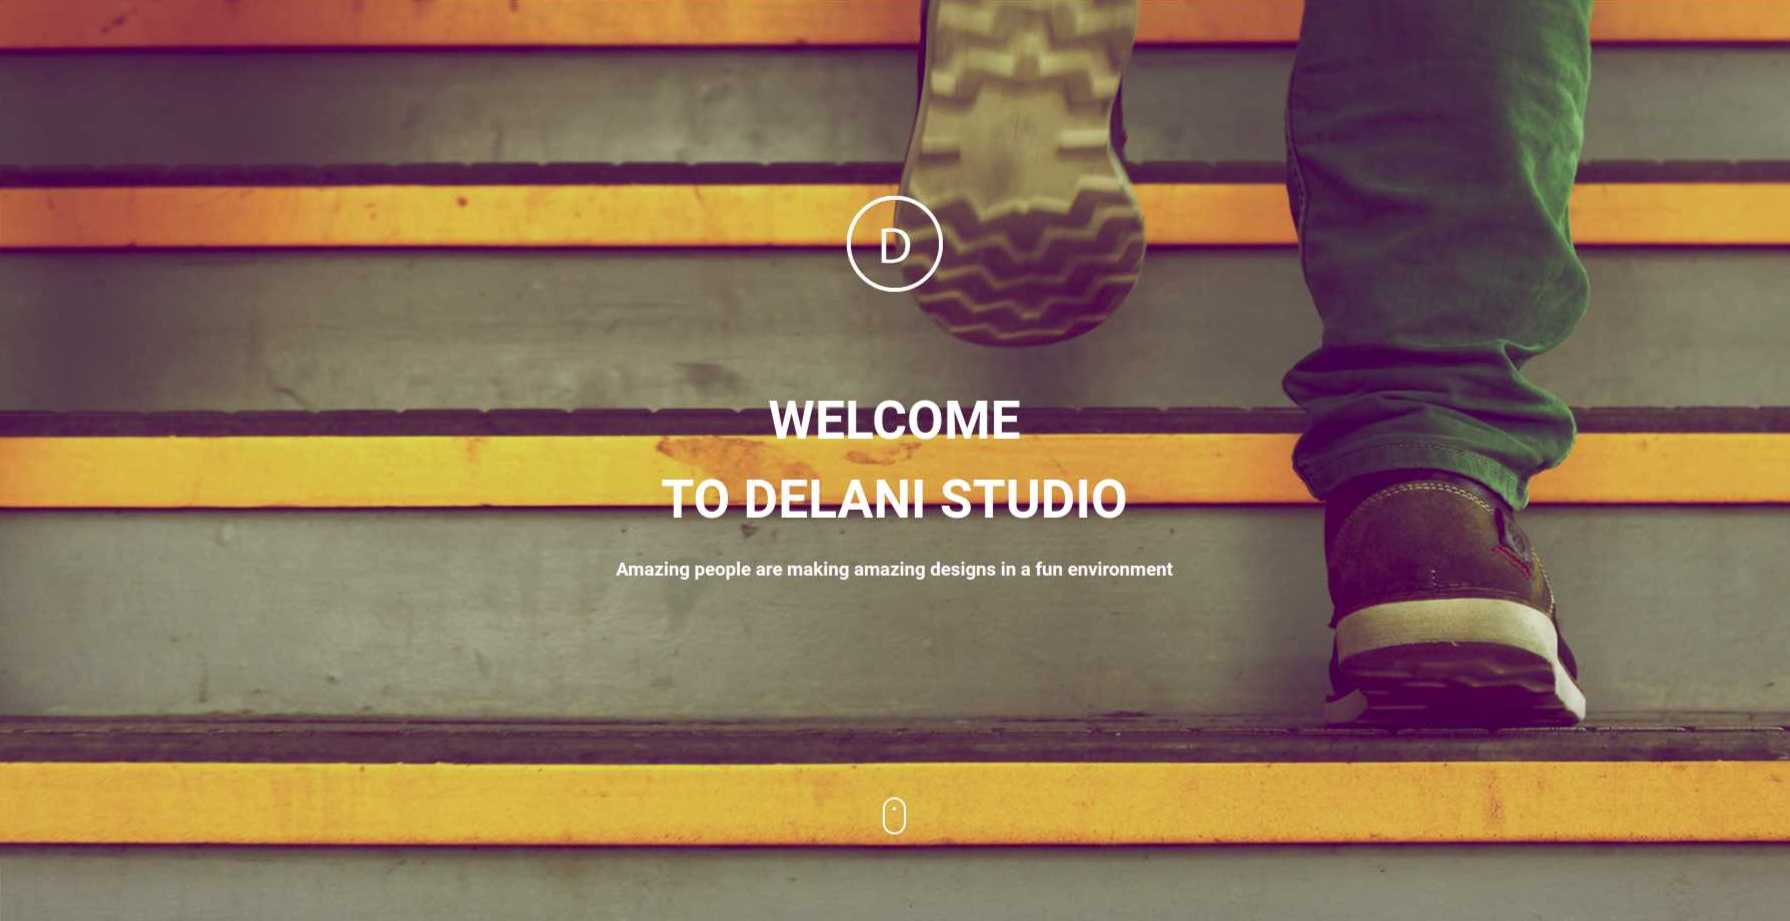 D
WELCOME
TO DELANI STUDIO
Amazing people are making amazing designs in a fun environment